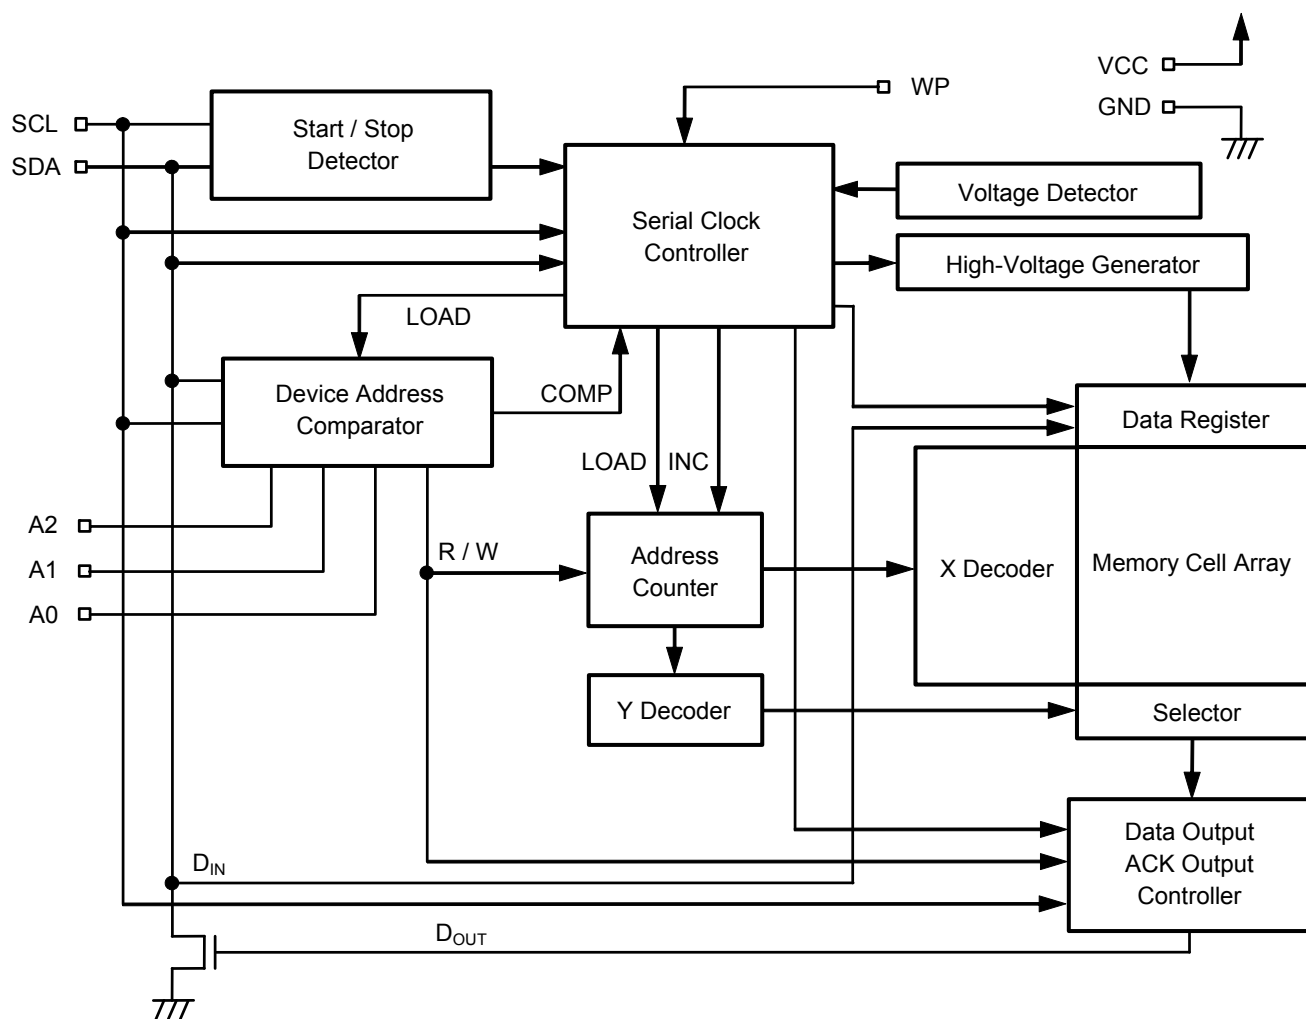 WP
VCC
GND
SCL
SDA
Start / Stop
Detector
Serial Clock
Controller
Voltage Detector
High-Voltage Generator
LOAD
Device Address
Comparator
COMP
Data Register
LOAD
INC
A2
A1
A0
R / W
Address
Counter
X Decoder
Memory Cell Array
Y Decoder
Selector
Data Output
ACK Output
Controller
DIN
DOUT